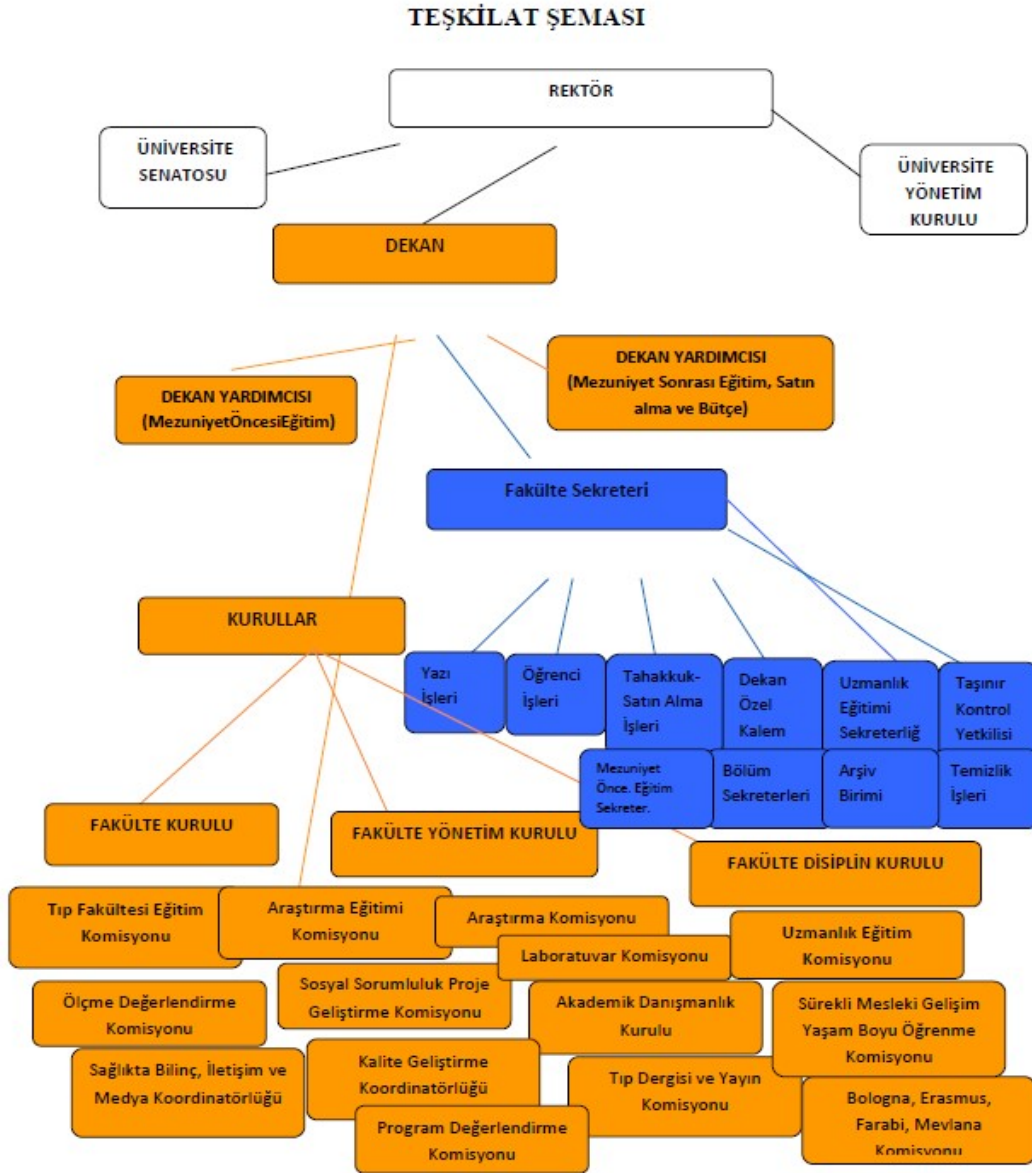 TEŞKİLAT ŞEMASI
REKTÖR
ÜNİVERSİTE
SENATOSU
ÜNİVERSİTE
YÖNETİM
KURULU
DEKAN
DEKAN YARDIMCISI
(MezuniyetÖncesiEğitim)
DEKAN YARDIMCISI
(Mezuniyet Sonrası Eğitim, Satın
alma ve Bütçe)
Fakülte Sekreteri
KURULLAR
Yazı
İşleri
Öğrenci
İşleri
Tahakkuk-
Satın Alma
İşleri
Dekan
Özel
Kalem
Uzmanlık
Eğitimi
Sekreterliğ
Taşınır
Kontrol
Yetkilisi
Mezuniyet
Önce. Eğitim
Sekreter.
Bölüm
Sekreterleri
Arşiv
Birimi
Temizlik
İşleri
FAKÜLTE KURULU
FAKÜLTE YÖNETİM KURULU
FAKÜLTE DİSİPLİN KURULU
Tıp Fakültesi Eğitim
Komisyonu
Araştırma Eğitimi
Komisyonu
Araştırma Komisyonu
Laboratuvar Komisyonu
Uzmanlık Eğitim
Komisyonu
Ölçme Değerlendirme
Komisyonu
Sosyal Sorumluluk Proje
Geliştirme Komisyonu
Akademik Danışmanlık
Kurulu
Sürekli Mesleki Gelişim
Yaşam Boyu Öğrenme
Komisyonu
Sağlıkta Bilinç, İletişim ve
Medya Koordinatörlüğü
Kalite Geliştirme
Koordinatörlüğü
Tıp Dergisi ve Yayın
Komisyonu
Program Değerlendirme
Komisyonu
Bologna, Erasmus,
Farabi, Mevlana
Komisyonu